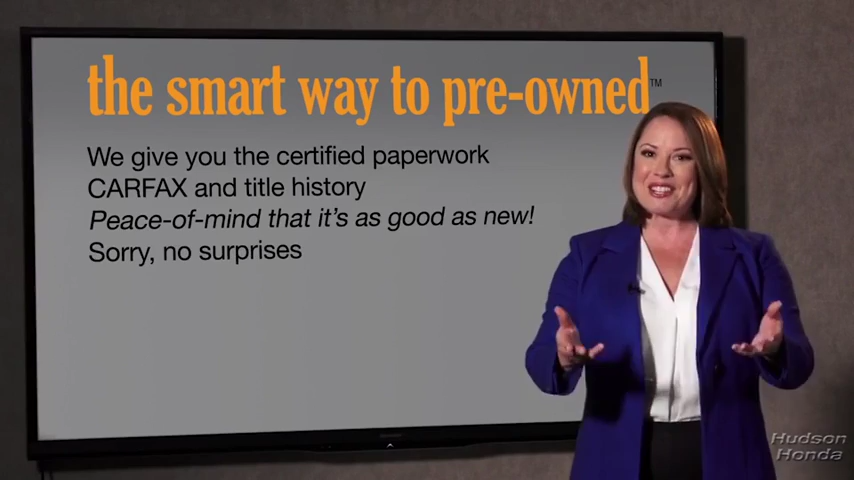 the smart way to pre-owned™
We give you the certified paperwork
CARFAX and title history
Peace-of-mind that it's as good as new!
Sorry, no surprises
Hudson
Honda